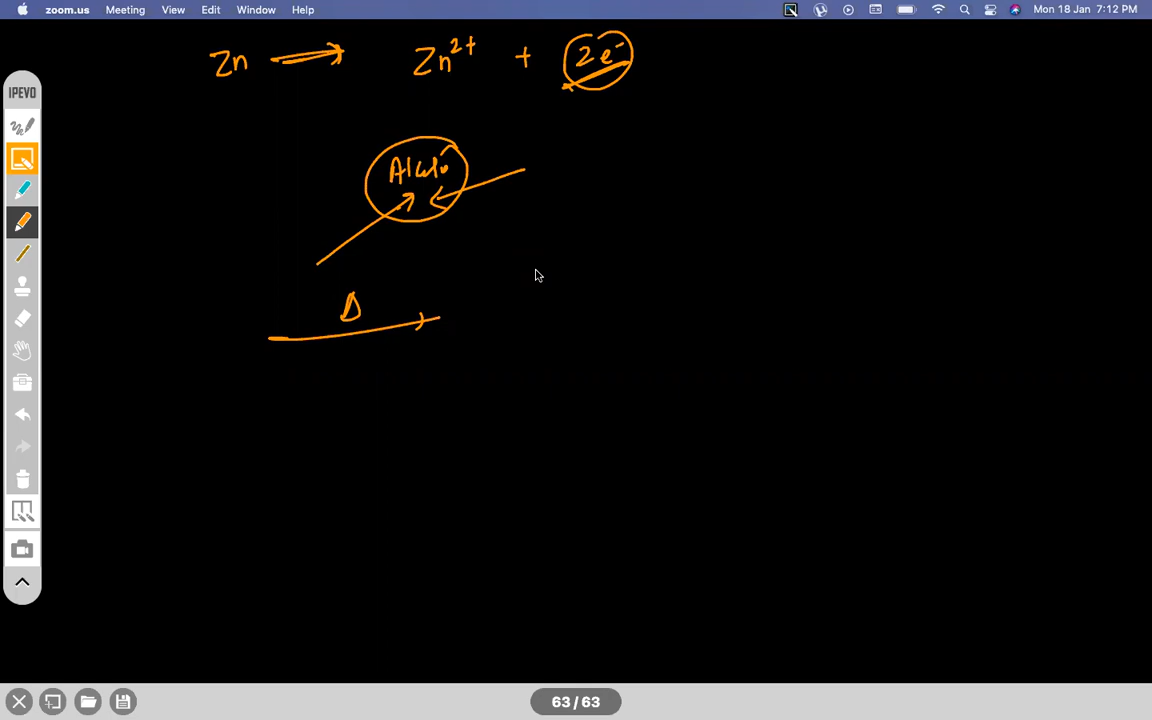 zoom.us Meeting View Edit Window Help Mon 18 Jan 7:12 PM
Zn ⟹ Zn²⁺ + 2e⁻
IPEVO
Δ
63 / 63